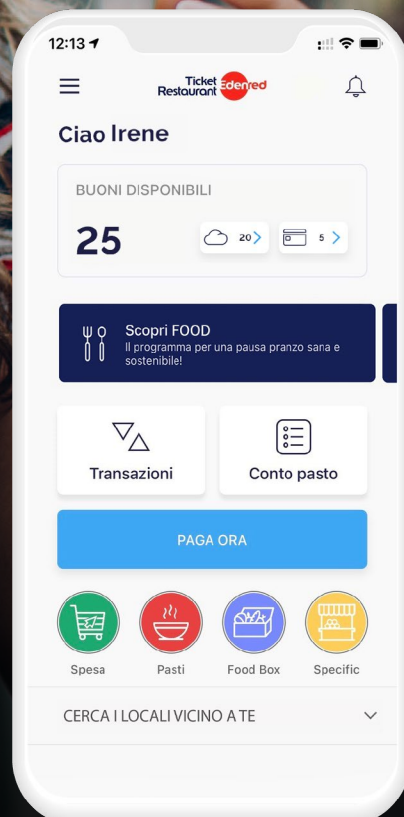 12:13
Ticket
Restaurant Edenred
Ciao Irene
BUONI DISPONIBILI
25
20
5
Scopri FOOD
Il programma per una pausa pranzo sana e
sostenibile!
Transazioni
Conto pasto
PAGA ORA
Spesa
Pasti
Food Box
Specific
CERCA I LOCALI VICINO A TE